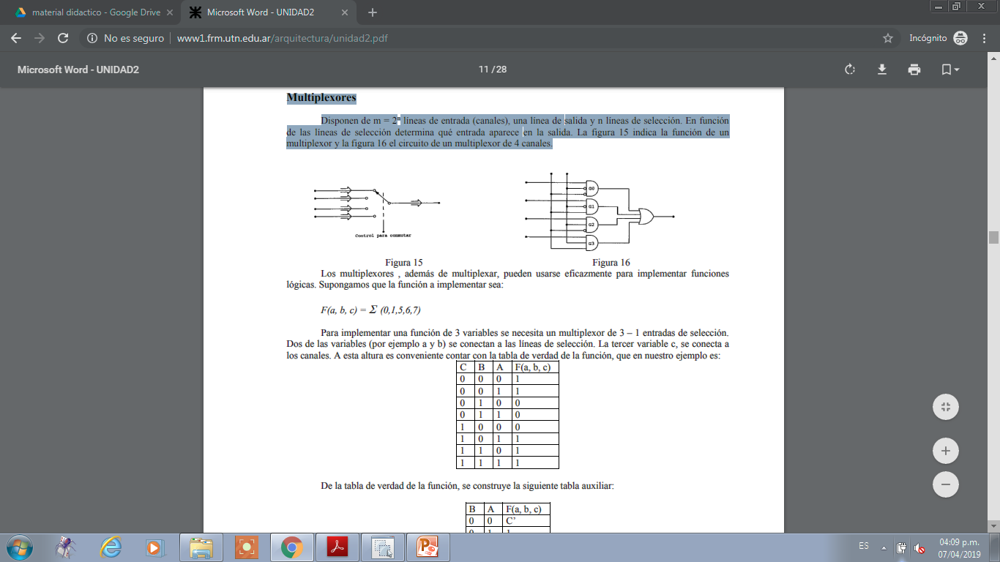 material didactico - Google Drive
Microsoft Word - UNIDAD2
No es seguro
www1.frm.utn.edu.ar/arquitectura/unidad2.pdf
Incógnito
Microsoft Word - UNIDAD2
11 / 28
Multiplexores
Disponen de m = 2ⁿ líneas de entrada (canales), una línea de salida y n líneas de selección. En función
de las líneas de selección determina qué entrada aparece en la salida. La figura 15 indica la función de un
multiplexor y la figura 16 el circuito de un multiplexor de 4 canales.
G0
G1
G2
G3
Control para conmutar
Figura 15
Figura 16
Los multiplexores , además de multiplexar, pueden usarse eficazmente para implementar funciones
lógicas. Supongamos que la función a implementar sea:
F(a, b, c) = Σ (0,1,5,6,7)
Para implementar una función de 3 variables se necesita un multiplexor de 3 – 1 entradas de selección.
Dos de las variables (por ejemplo a y b) se conectan a las líneas de selección. La tercer variable c, se conecta a
los canales. A esta altura es conveniente contar con la tabla de verdad de la función, que en nuestro ejemplo es:
C B A F(a, b, c)
0 0 0 1
0 0 1 1
0 1 0 0
0 1 1 0
1 0 0 0
1 0 1 1
1 1 0 1
1 1 1 1
De la tabla de verdad de la función, se construye la siguiente tabla auxiliar:
B A F(a, b, c)
0 0 C'
ES
04:09 p.m.
07/04/2019